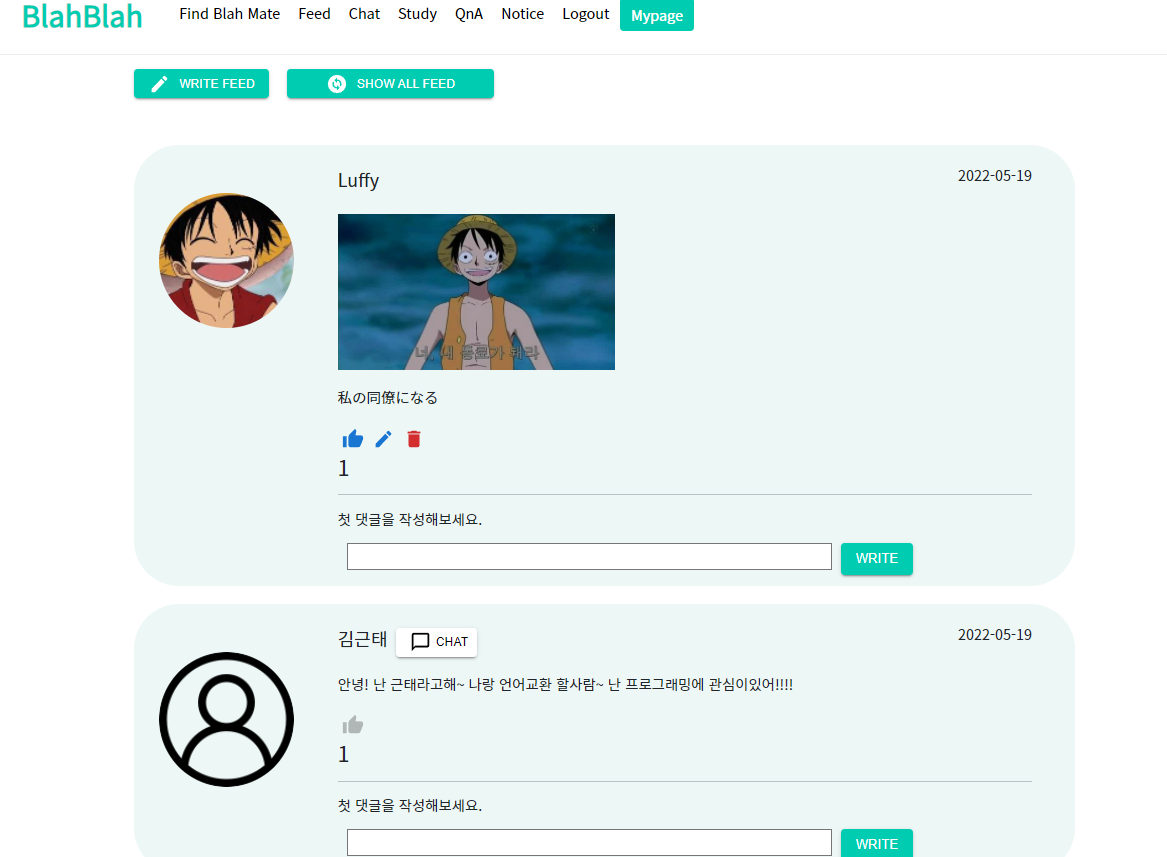 BlahBlah
Find Blah Mate Feed Chat Study QnA Notice Logout Mypage
WRITE FEED SHOW ALL FEED
Luffy 2022-05-19
너, 내 동료가 돼라
私の同僚になる
1
첫 댓글을 작성해보세요.
WRITE
김근태 CHAT 2022-05-19
안녕! 난 근태라고해~ 나랑 언어교환 할사람~ 난 프로그래밍에 관심이있어!!!!
1
첫 댓글을 작성해보세요.
WRITE